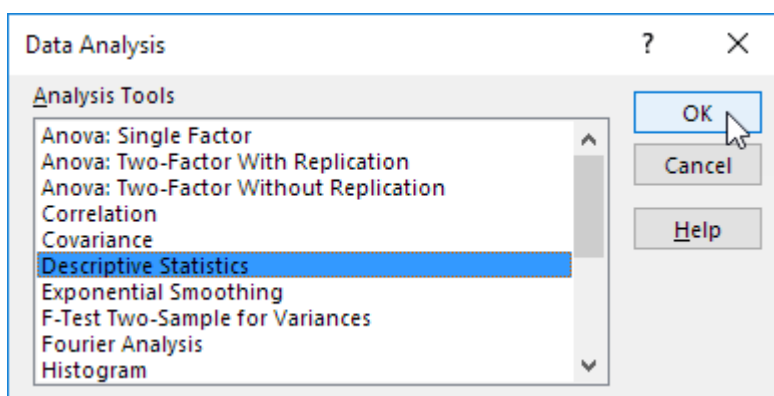 Data Analysis
?
Analysis Tools
Anova: Single Factor
Anova: Two-Factor With Replication
Anova: Two-Factor Without Replication
Correlation
Covariance
Descriptive Statistics
Exponential Smoothing
F-Test Two-Sample for Variances
Fourier Analysis
Histogram
OK
Cancel
Help